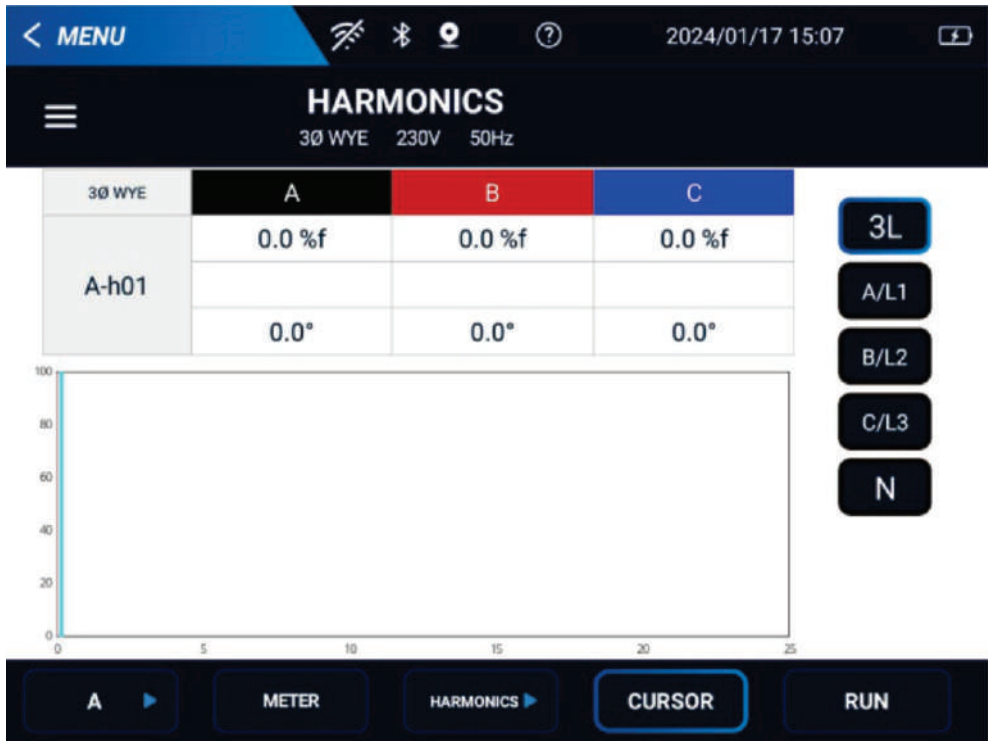 < MENU
2024/01/17 15:07
HARMONICS
3Ø WYE 230V 50Hz
3Ø WYE A B C
0.0 %f 0.0 %f 0.0 %f
A-h01
0.0° 0.0° 0.0°
3L
A/L1
B/L2
C/L3
N
100
80
60
40
20
0
0 5 10 15 20 25
A METER HARMONICS CURSOR RUN